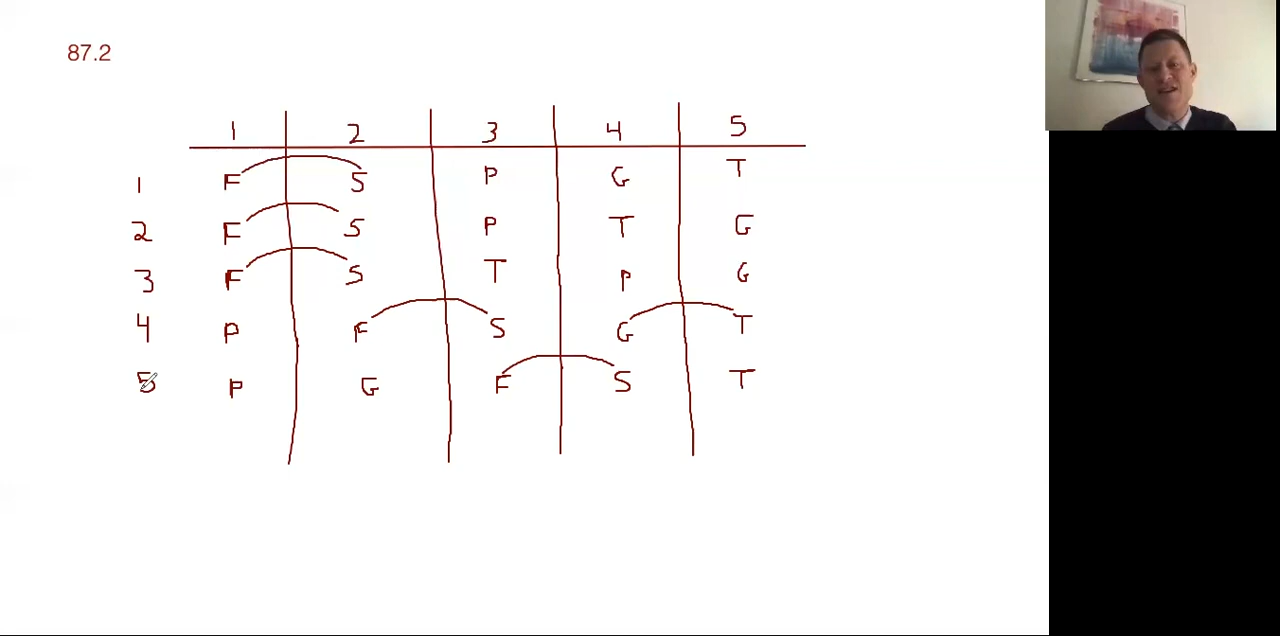 87.2
1 2 3 4 5
1 F S P G T
2 F S P T G
3 F S T P G
4 P F S G T
5 P G F S T